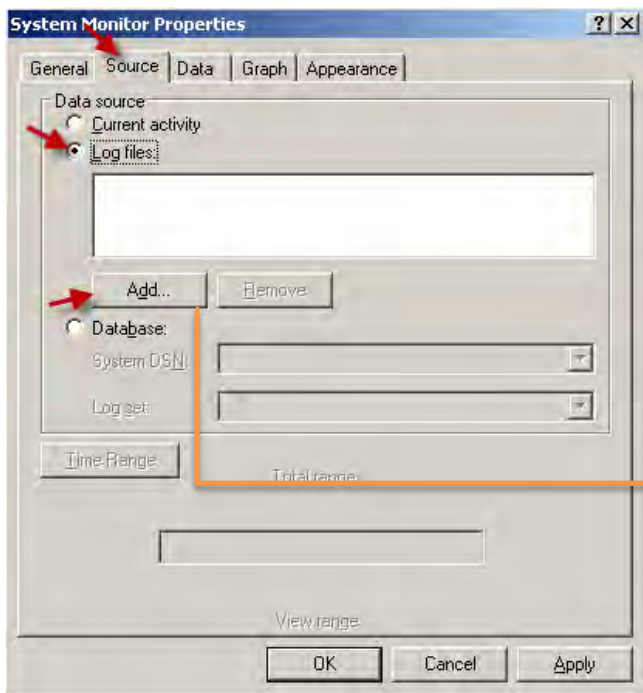 System Monitor Properties
General Source Data Graph Appearance
Data source
Current activity
Log files:
Add... Remove
Database:
System DSN:
Log set:
Time Range
Total range
View range
OK Cancel Apply